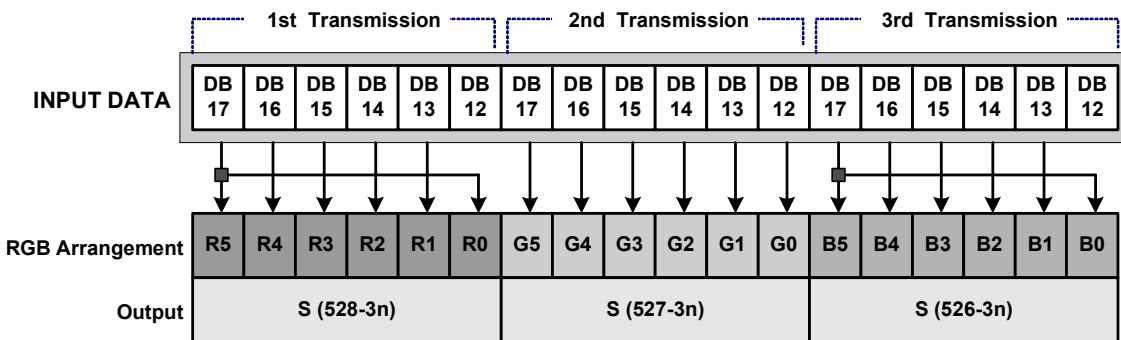 1st Transmission 2nd Transmission 3rd Transmission
INPUT DATA DB 17 DB 16 DB 15 DB 14 DB 13 DB 12 DB 17 DB 16 DB 15 DB 14 DB 13 DB 12 DB 17 DB 16 DB 15 DB 14 DB 13 DB 12
RGB Arrangement R5 R4 R3 R2 R1 R0 G5 G4 G3 G2 G1 G0 B5 B4 B3 B2 B1 B0
Output S (528-3n) S (527-3n) S (526-3n)